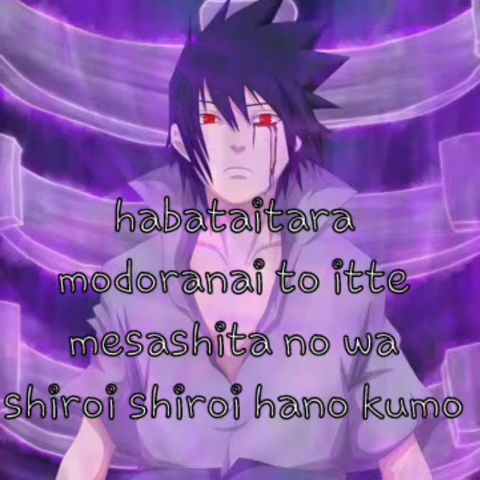 habataitara
modoranai to itte
mesashita no wa
shiroi shiroi hano kumo